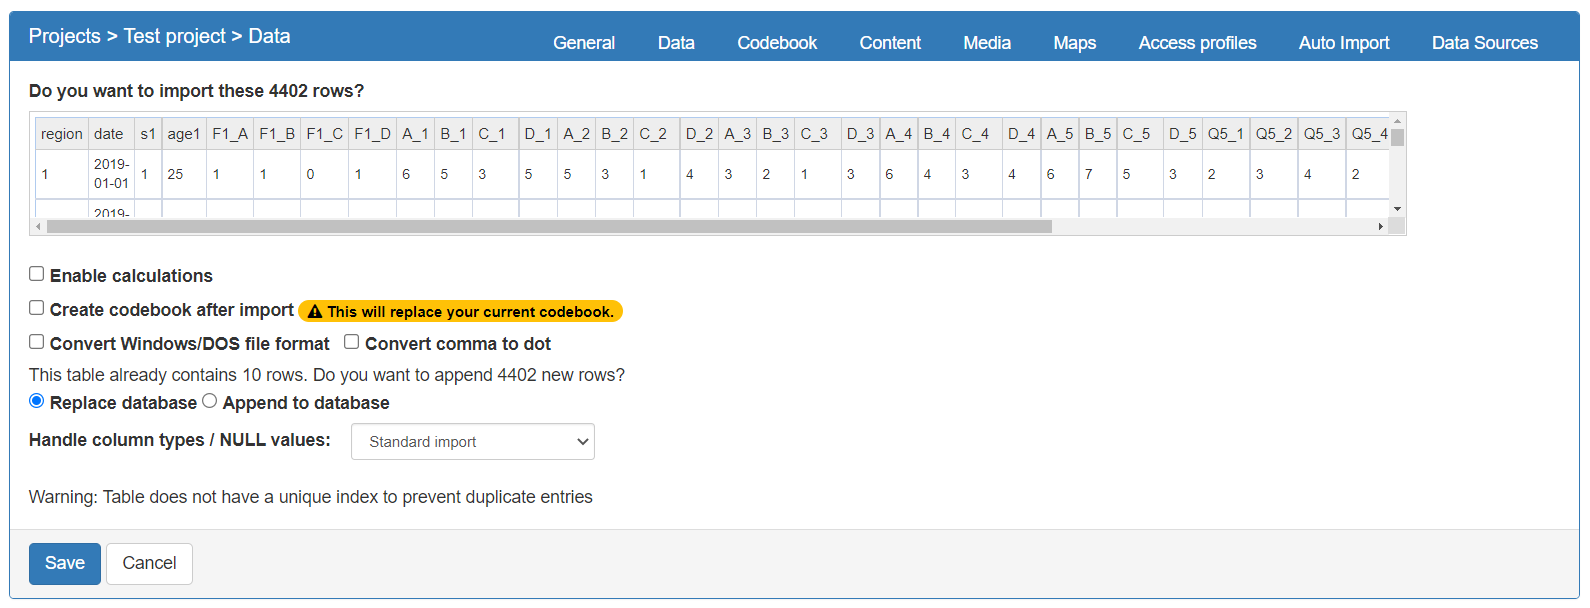 Projects > Test project > Data General Data Codebook Content Media Maps Access profiles Auto Import Data Sources
Do you want to import these 4402 rows?
region date s1 age1 F1_A F1_B F1_C F1_D A_1 B_1 C_1 D_1 A_2 B_2 C_2 D_2 A_3 B_3 C_3 D_3 A_4 B_4 C_4 D_4 A_5 B_5 C_5 D_5 Q5_1 Q5_2 Q5_3 Q5_4
1 2019-01-01 1 25 1 1 0 1 6 5 3 5 5 3 1 4 3 2 1 3 6 4 3 4 6 7 5 3 2 3 4 2
2019-
Enable calculations
Create codebook after import This will replace your current codebook.
Convert Windows/DOS file format Convert comma to dot
This table already contains 10 rows. Do you want to append 4402 new rows?
Replace database Append to database
Handle column types / NULL values: Standard import
Warning: Table does not have a unique index to prevent duplicate entries
Save Cancel